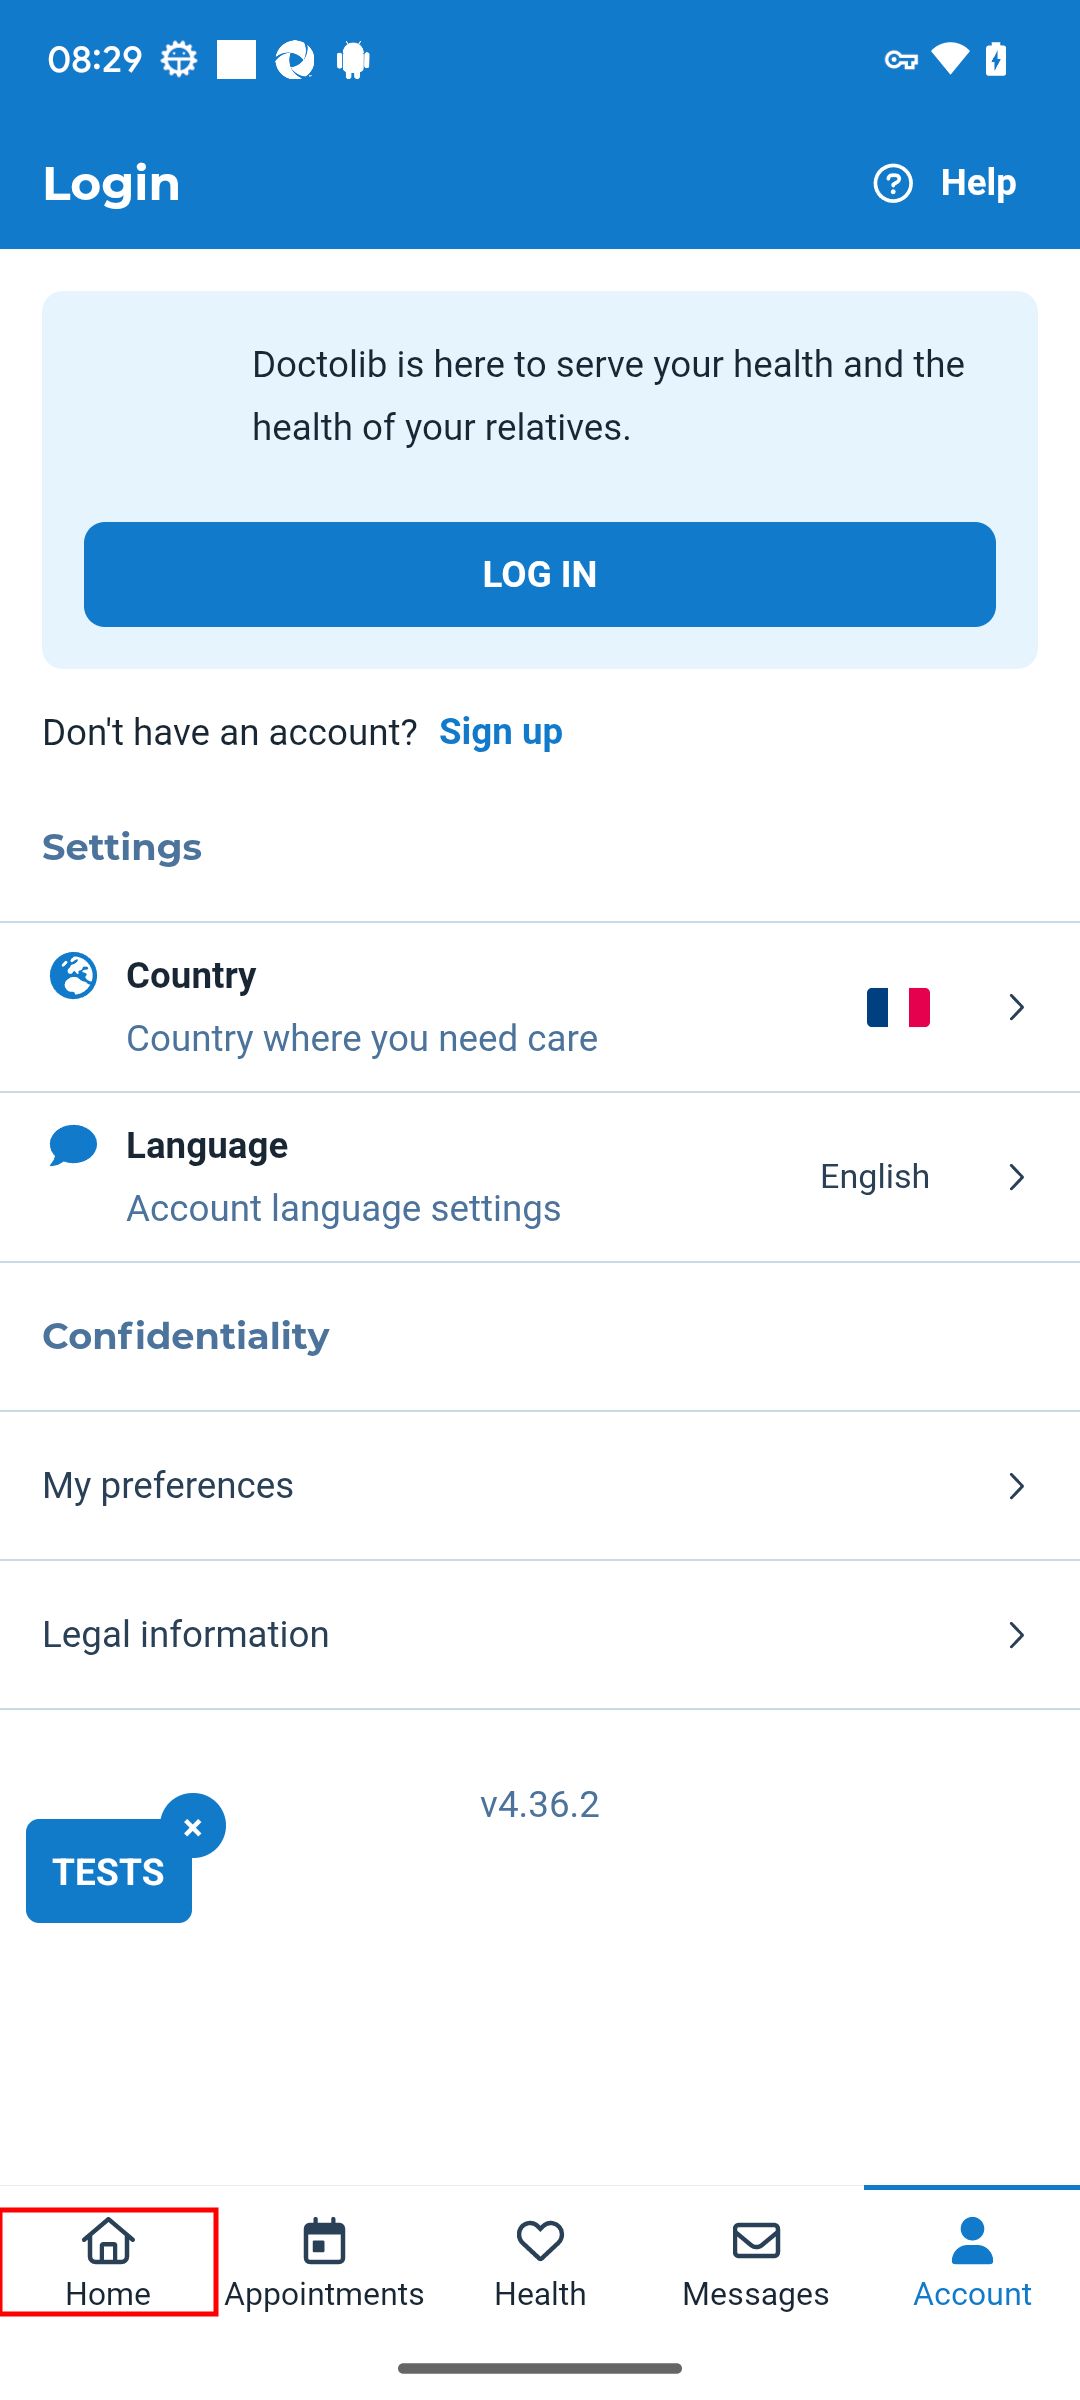 08:29
Login
Help
Doctolib is here to serve your health and the
health of your relatives.
LOG IN
Don't have an account? Sign up
Settings
Country
Country where you need care
Language
Account language settings
English
Confidentiality
My preferences
Legal information
v4.36.2
×
TESTS
Home
Appointments
Health
Messages
Account